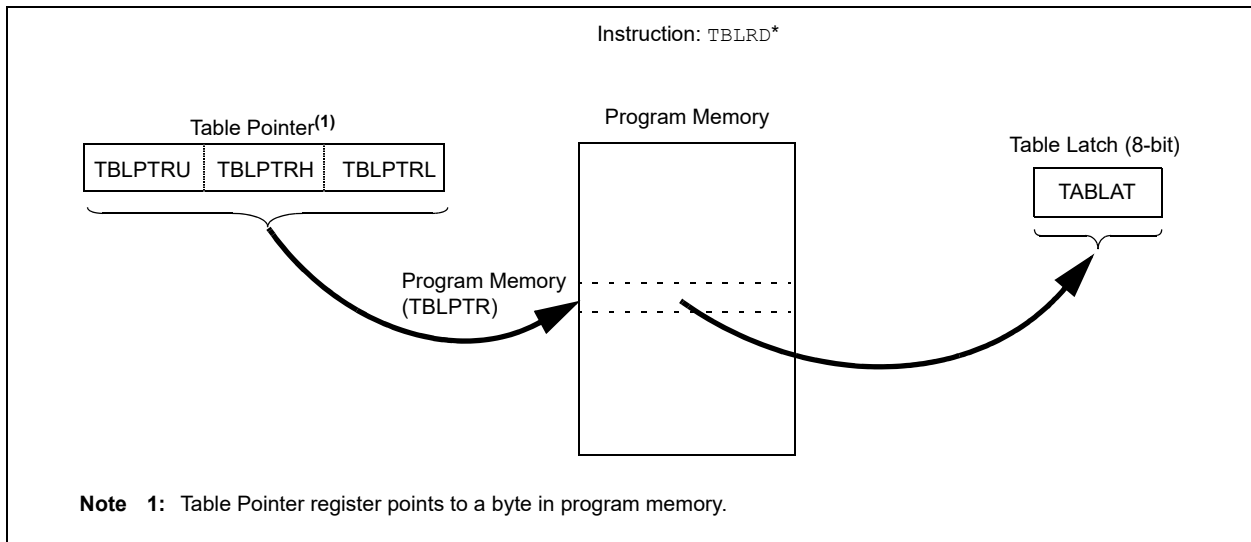 Instruction: TBLRD*
Table Pointer(1)
TBLPTRU TBLPTRH TBLPTRL
Program Memory
(TBLPTR)
Program Memory
Table Latch (8-bit)
TABLAT
Note 1: Table Pointer register points to a byte in program memory.